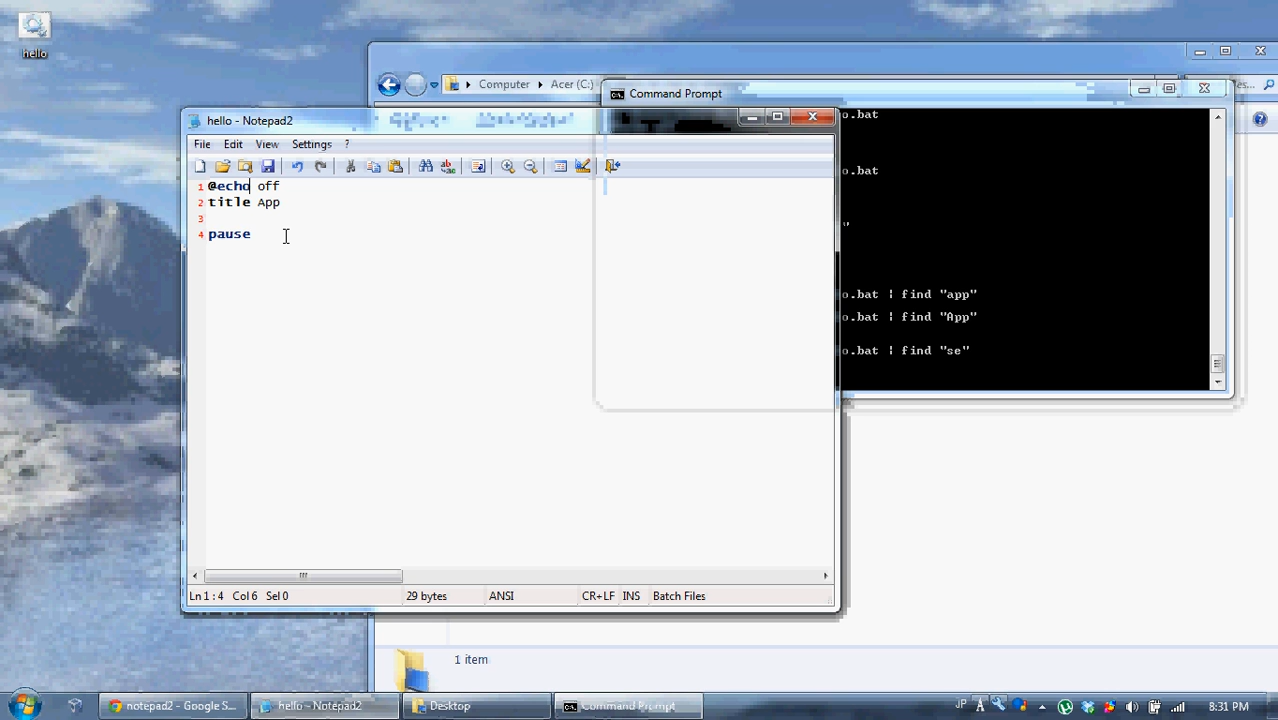 hello
Computer
Acer (C:)
Command Prompt
o.bat
o.bat
"
o.bat | find "app"
o.bat | find "App"
o.bat | find "se"
hello - Notepad2
File Edit View Settings ?
1 @echo off
2 title App
3
4 pause
Ln 1 : 4 Col 6 Sel 0 29 bytes ANSI CR+LF INS Batch Files
1 item
notepad2 - Google S...
hello - Notepad2
Desktop
Command Prompt
JP
8:31 PM